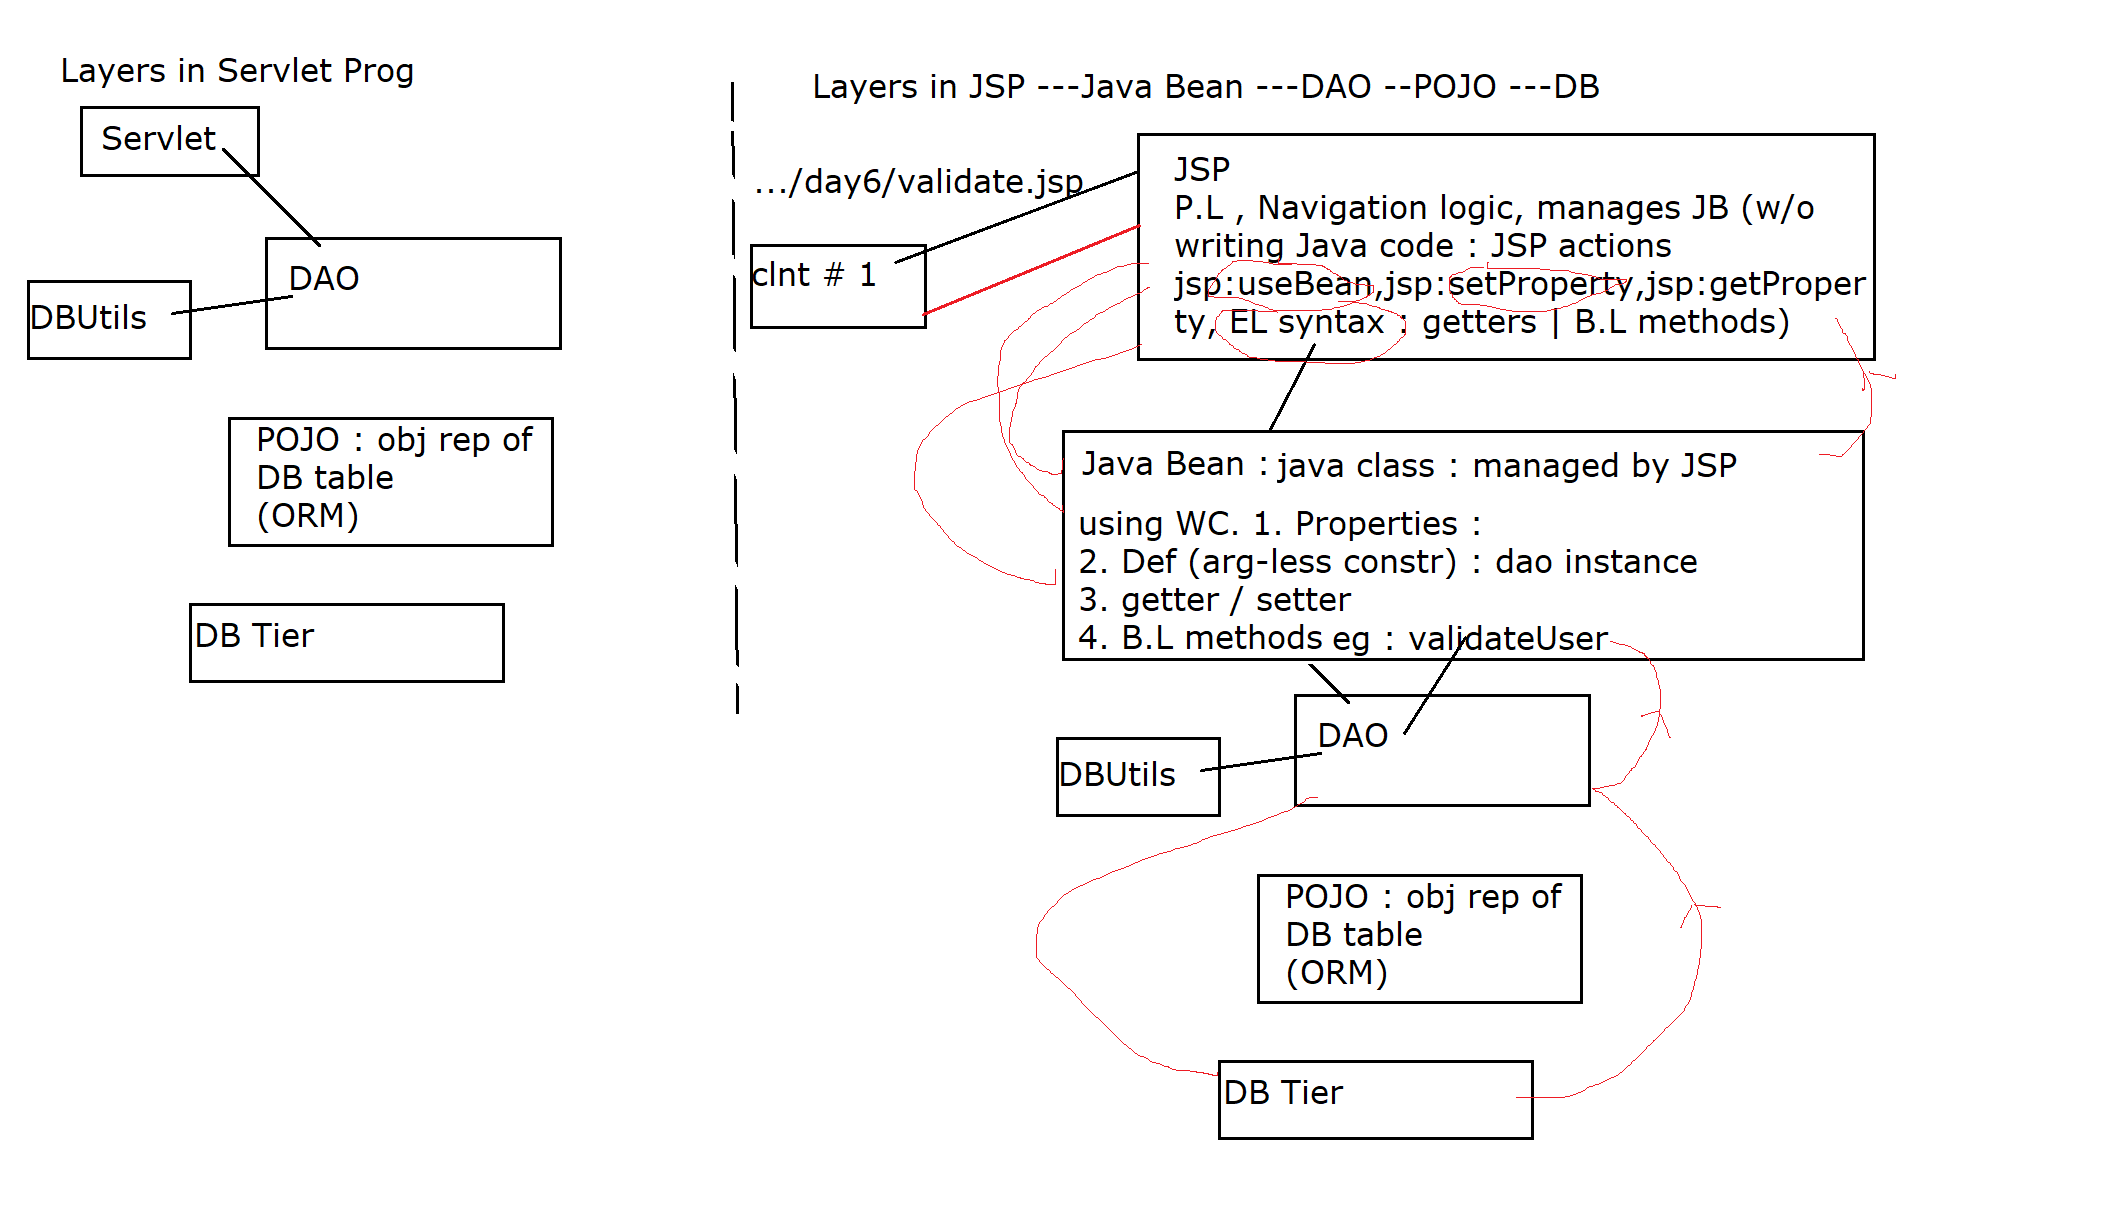 Layers in Servlet Prog
Servlet
DAO
DBUtils
POJO : obj rep of
DB table
(ORM)
DB Tier
Layers in JSP ---Java Bean ---DAO --POJO ---DB
.../day6/validate.jsp
clnt # 1
JSP
P.L , Navigation logic, manages JB (w/o
writing Java code : JSP actions
jsp:useBean,jsp:setProperty,jsp:getProper
ty, EL syntax : getters | B.L methods)
Java Bean : java class : managed by JSP
using WC. 1. Properties :
2. Def (arg-less constr) : dao instance
3. getter / setter
4. B.L methods eg : validateUser
DAO
DBUtils
POJO : obj rep of
DB table
(ORM)
DB Tier